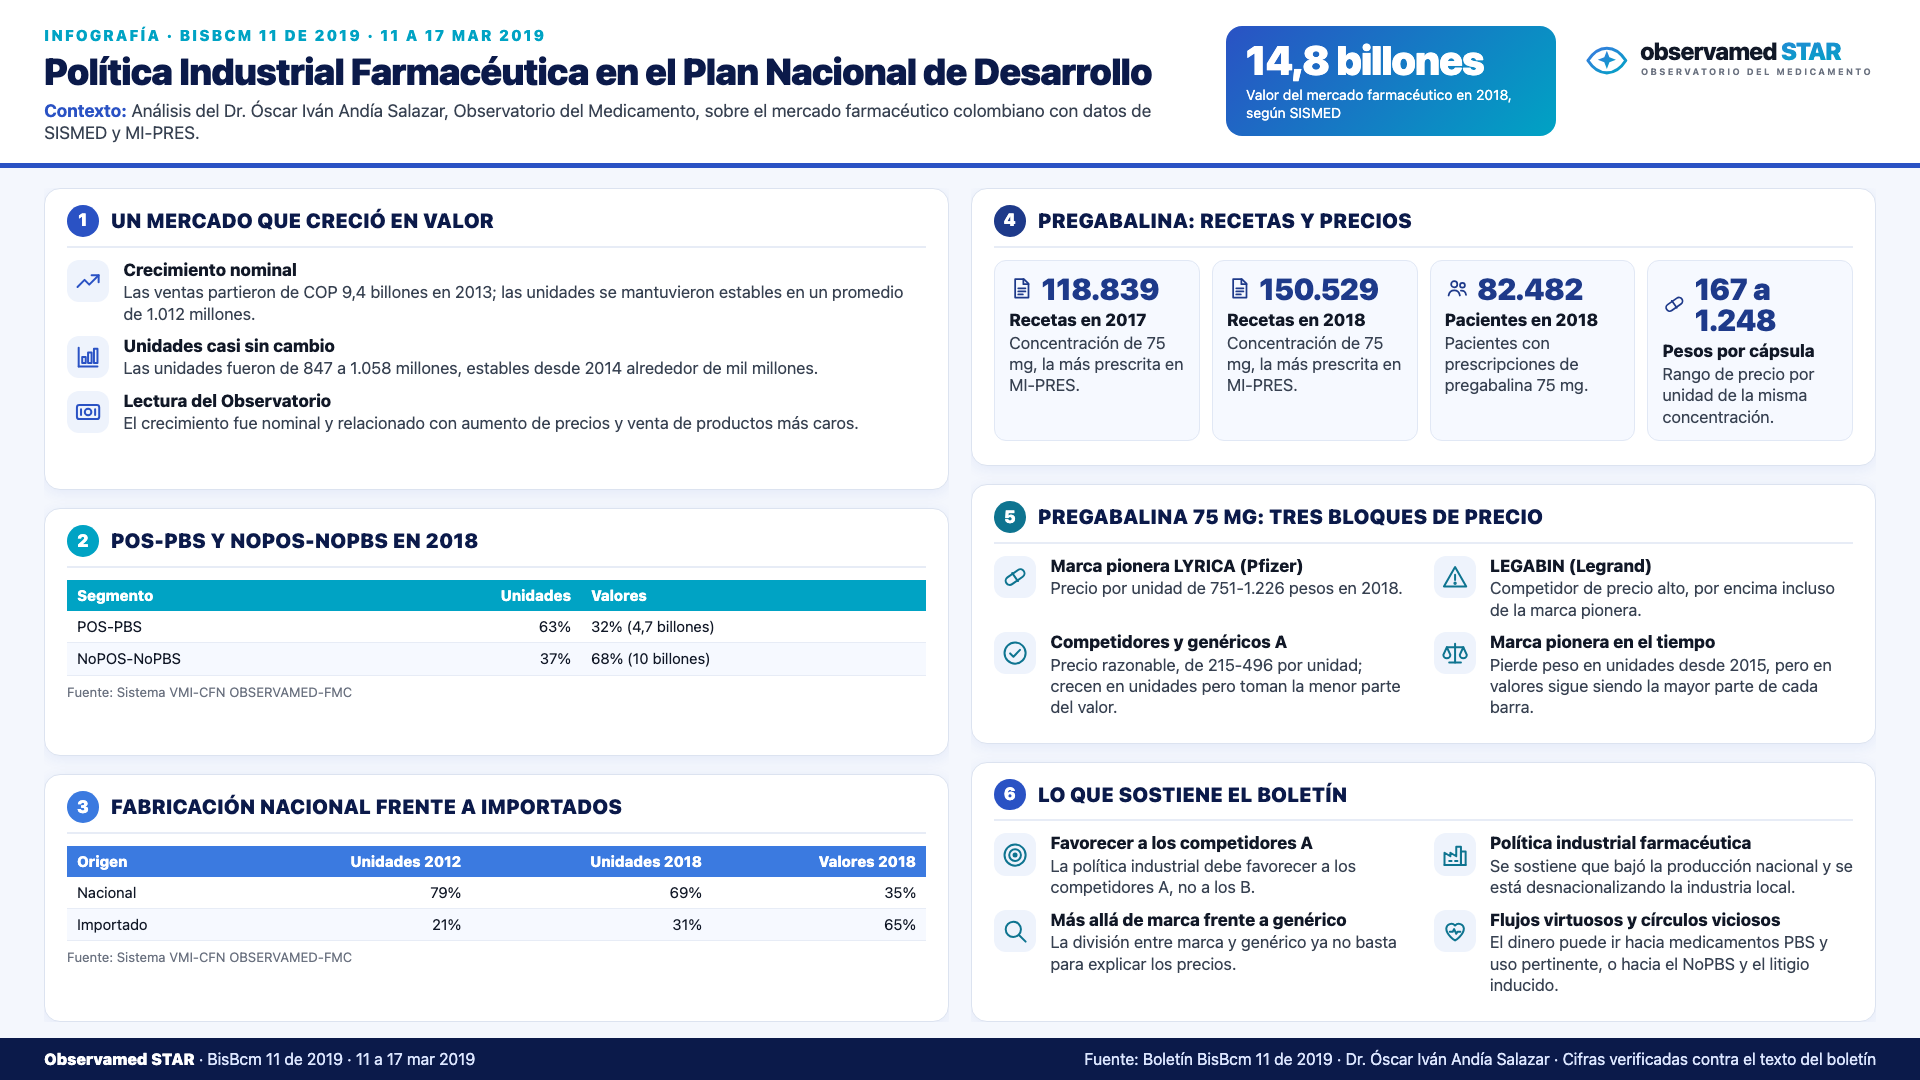 INFOGRAFÍA · BISBCM 11 DE 2019 · 11 A 17 MAR 2019
Política Industrial Farmacéutica en el Plan Nacional de Desarrollo
Contexto: Análisis del Dr. Óscar Iván Andía Salazar, Observatorio del Medicamento, sobre el mercado farmacéutico colombiano con datos de
SISMED y MI-PRES.
14,8 billones
Valor del mercado farmacéutico en 2018,
según SISMED
observamed STAR
OBSERVATORIO DEL MEDICAMENTO
1 UN MERCADO QUE CRECIÓ EN VALOR
Crecimiento nominal
Las ventas partieron de COP 9,4 billones en 2013; las unidades se mantuvieron estables en un promedio
de 1.012 millones.
Unidades casi sin cambio
Las unidades fueron de 847 a 1.058 millones, estables desde 2014 alrededor de mil millones.
Lectura del Observatorio
El crecimiento fue nominal y relacionado con aumento de precios y venta de productos más caros.
2 POS-PBS Y NOPOS-NOPBS EN 2018
Segmento Unidades Valores
POS-PBS 63% 32% (4,7 billones)
NoPOS-NoPBS 37% 68% (10 billones)
Fuente: Sistema VMI-CFN OBSERVAMED-FMC
3 FABRICACIÓN NACIONAL FRENTE A IMPORTADOS
Origen Unidades 2012 Unidades 2018 Valores 2018
Nacional 79% 69% 35%
Importado 21% 31% 65%
Fuente: Sistema VMI-CFN OBSERVAMED-FMC
4 PREGABALINA: RECETAS Y PRECIOS
118.839
Recetas en 2017
Concentración de 75
mg, la más prescrita en
MI-PRES.
150.529
Recetas en 2018
Concentración de 75
mg, la más prescrita en
MI-PRES.
82.482
Pacientes en 2018
Pacientes con
prescripciones de
pregabalina 75 mg.
167 a
1.248
Pesos por cápsula
Rango de precio por
unidad de la misma
concentración.
5 PREGABALINA 75 MG: TRES BLOQUES DE PRECIO
Marca pionera LYRICA (Pfizer)
Precio por unidad de 751-1.226 pesos en 2018.
LEGABIN (Legrand)
Competidor de precio alto, por encima incluso
de la marca pionera.
Competidores y genéricos A
Precio razonable, de 215-496 por unidad;
crecen en unidades pero toman la menor parte
del valor.
Marca pionera en el tiempo
Pierde peso en unidades desde 2015, pero en
valores sigue siendo la mayor parte de cada
barra.
6 LO QUE SOSTIENE EL BOLETÍN
Favorecer a los competidores A
La política industrial debe favorecer a los
competidores A, no a los B.
Política industrial farmacéutica
Se sostiene que bajó la producción nacional y se
está desnacionalizando la industria local.
Más allá de marca frente a genérico
La división entre marca y genérico ya no basta
para explicar los precios.
Flujos virtuosos y círculos viciosos
El dinero puede ir hacia medicamentos PBS y
uso pertinente, o hacia el NoPBS y el litigio
inducido.
Observamed STAR · BisBcm 11 de 2019 · 11 a 17 mar 2019
Fuente: Boletín BisBcm 11 de 2019 · Dr. Óscar Iván Andía Salazar · Cifras verificadas contra el texto del boletín